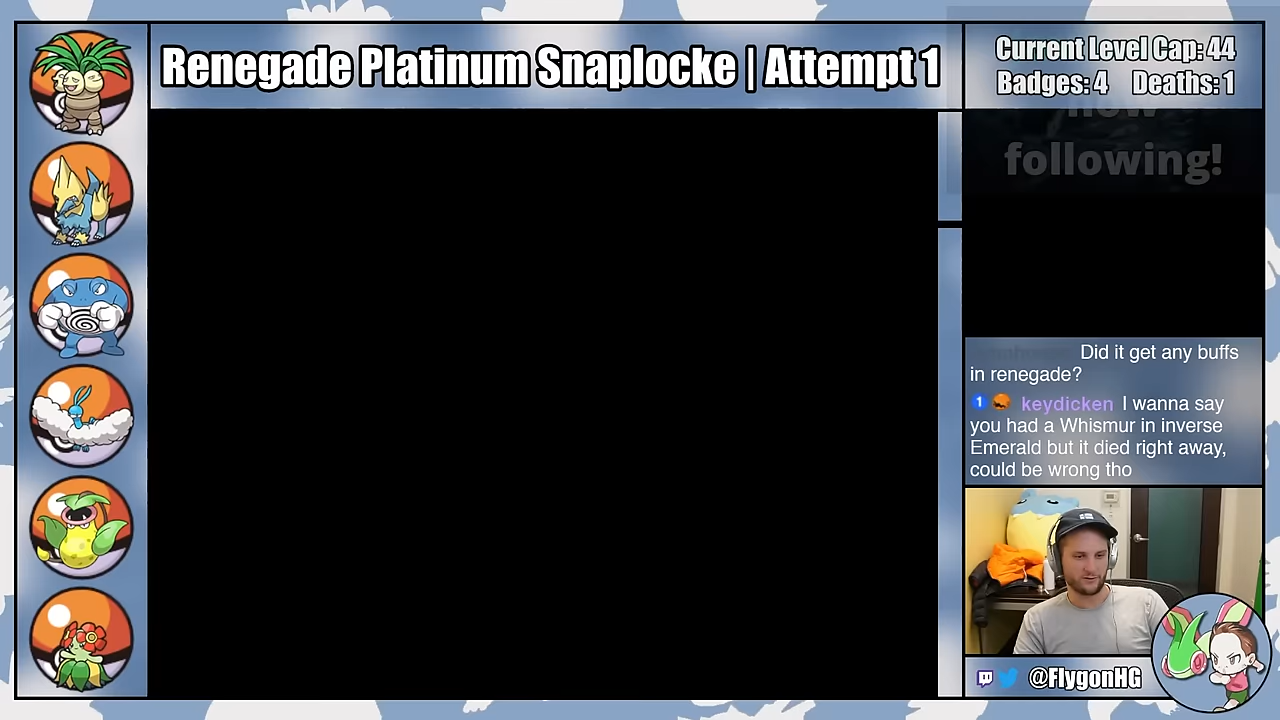 Renegade Platinum Snaplocke | Attempt 1
Current Level Cap: 44
Badges: 4 Deaths: 1
now
following!
Did it get any buffs
in renegade?
1 keydicken I wanna say
you had a Whismur in inverse
Emerald but it died right away,
could be wrong tho
@FlygonHG